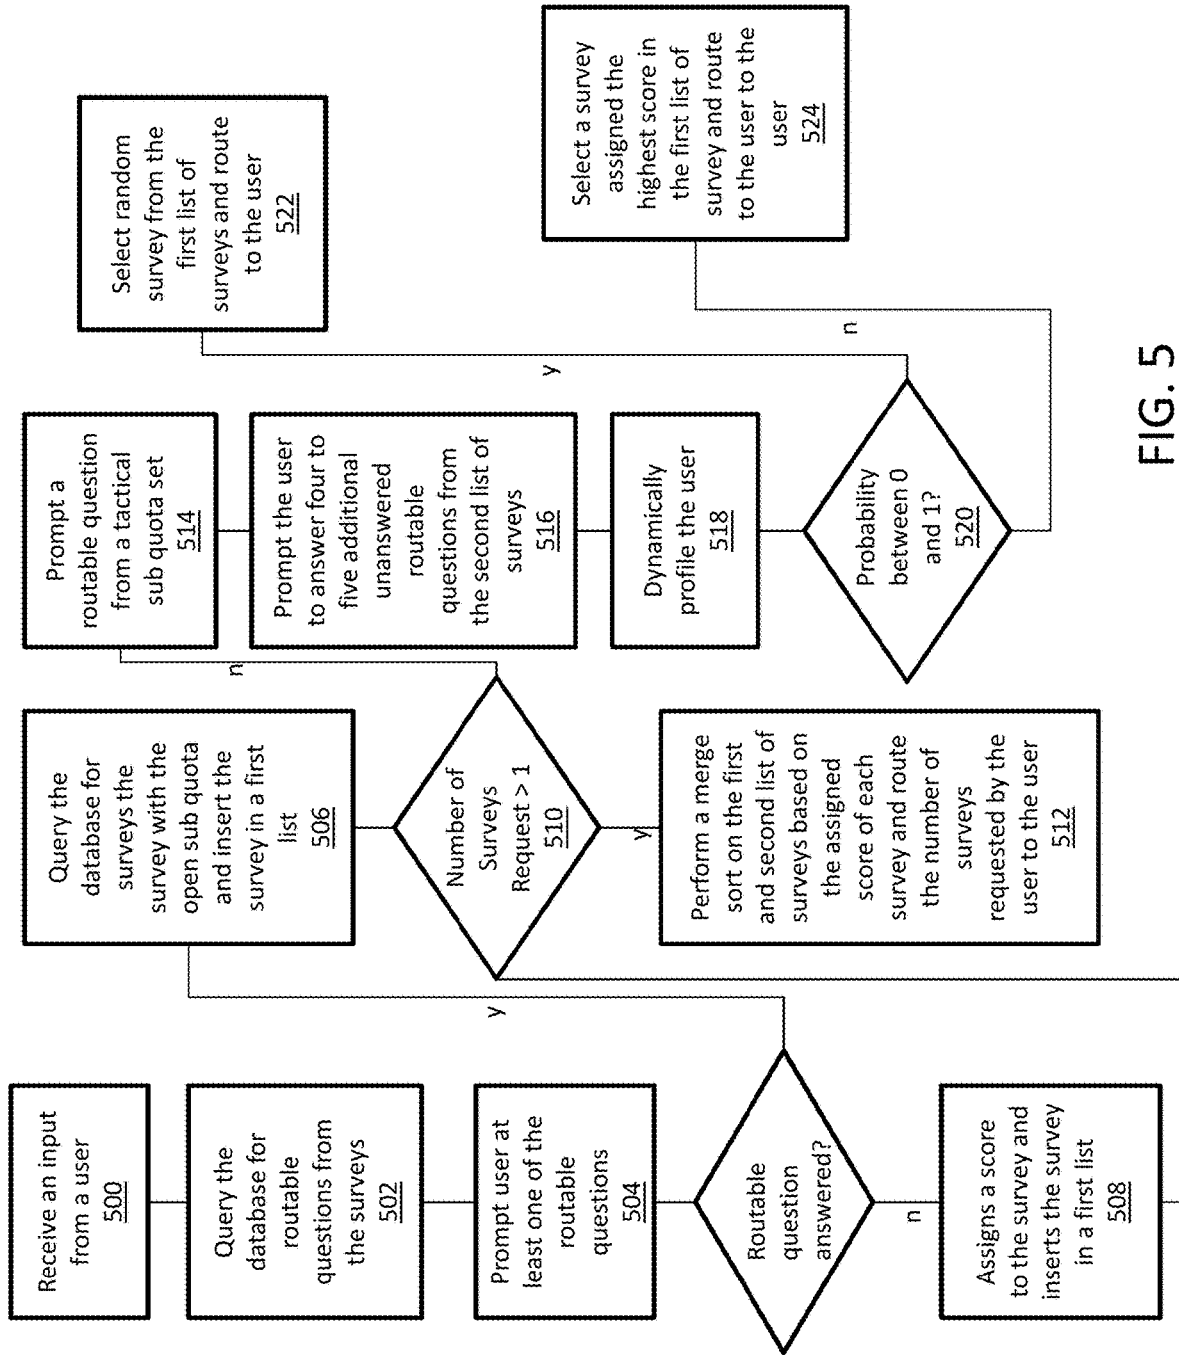 Receive an input
from a user
500
Query the
database for
routable
questions from
the surveys
502
Prompt user at
least one of the
routable
questions
504
Routable
question
answered?
y
n
Assigns a score
to the survey and
inserts the survey
in a first list
508
Query the
database for
surveys the
survey with the
open sub quota
and insert the
survey in a first
list
506
Number of
Surveys
Request > 1
510
n
y
Perform a merge
sort on the first
and second list of
surveys based on
the assigned
score of each
survey and route
the number of
surveys
requested by the
user to the user
512
Prompt a
routable question
from a tactical
sub quota set
514
Prompt the user
to answer four to
five additional
unanswered
routable
questions from
the second list of
surveys
516
Dynamically
profile the user
518
Probability
between 0
and 1?
520
y
n
Select random
survey from the
first list of
surveys and route
to the user
522
Select a survey
assigned the
highest score in
the first list of
survey and route
to the user to the
user
524
FIG. 5